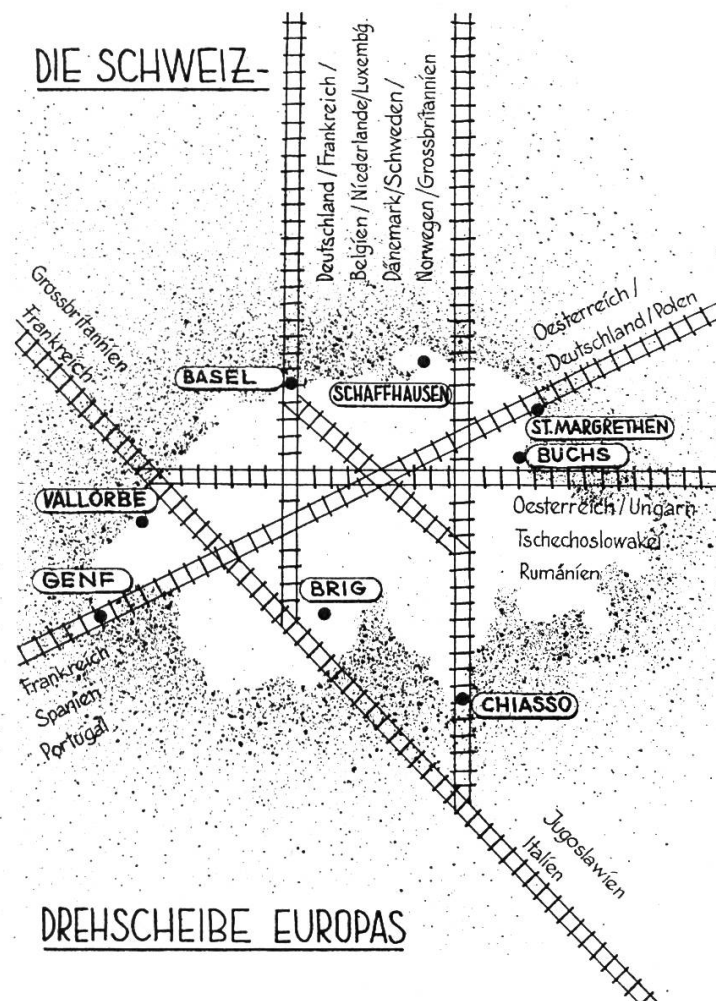 DIE SCHWEIZ-
Deutschland/Frankreich/
Belgien/Niederlande/Luxembg.
Dänemark/Schweden/
Norwegen/Grossbritannien
Grossbritannien
Frankreich
Oesterreich/
Deutschland/Polen
BASEL
SCHAFFHAUSEN
ST. MARGRETHEN
BUCHS
VALLORBE
Oesterreich/Ungarn
Tschechoslowakei
Rumänien
GENF
BRIG
Frankreich
Spanien
Portugal
CHIASSO
Jugoslawien
Italien
DREHSCHEIBE EUROPAS